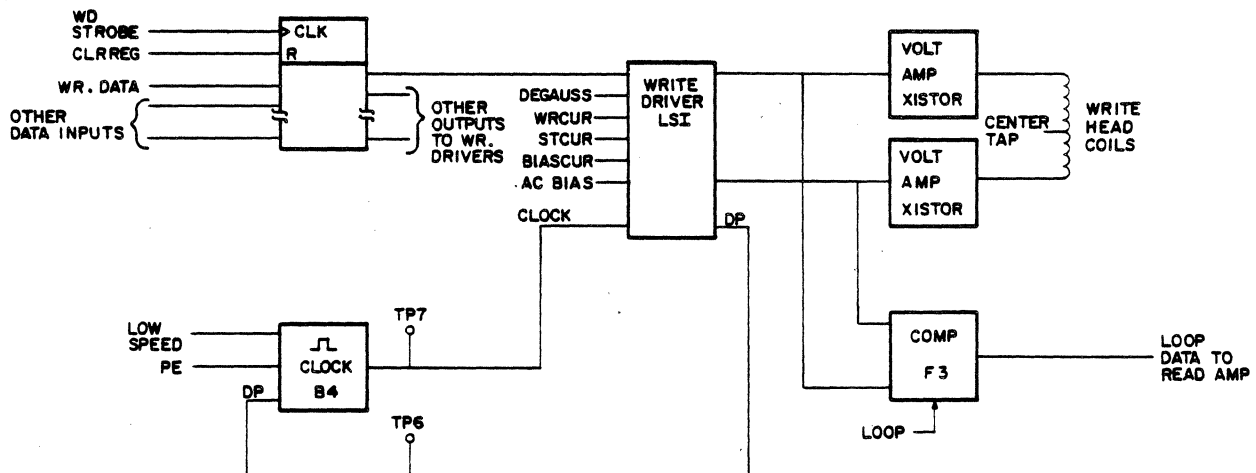 WD
STROBE
CLK
CLRREG
R
WR. DATA
OTHER
DATA INPUTS
OTHER
OUTPUTS
TO WR.
DRIVERS
DEGAUSS
WRCUR
STCUR
BIASCUR
AC BIAS
CLOCK
WRITE
DRIVER
LSI
DP
VOLT
AMP
XISTOR
CENTER
TAP
WRITE
HEAD
COILS
VOLT
AMP
XISTOR
LOW
SPEED
PE
DP
CLOCK
B4
TP7
TP6
COMP
F3
LOOP
LOOP
DATA TO
READ AMP